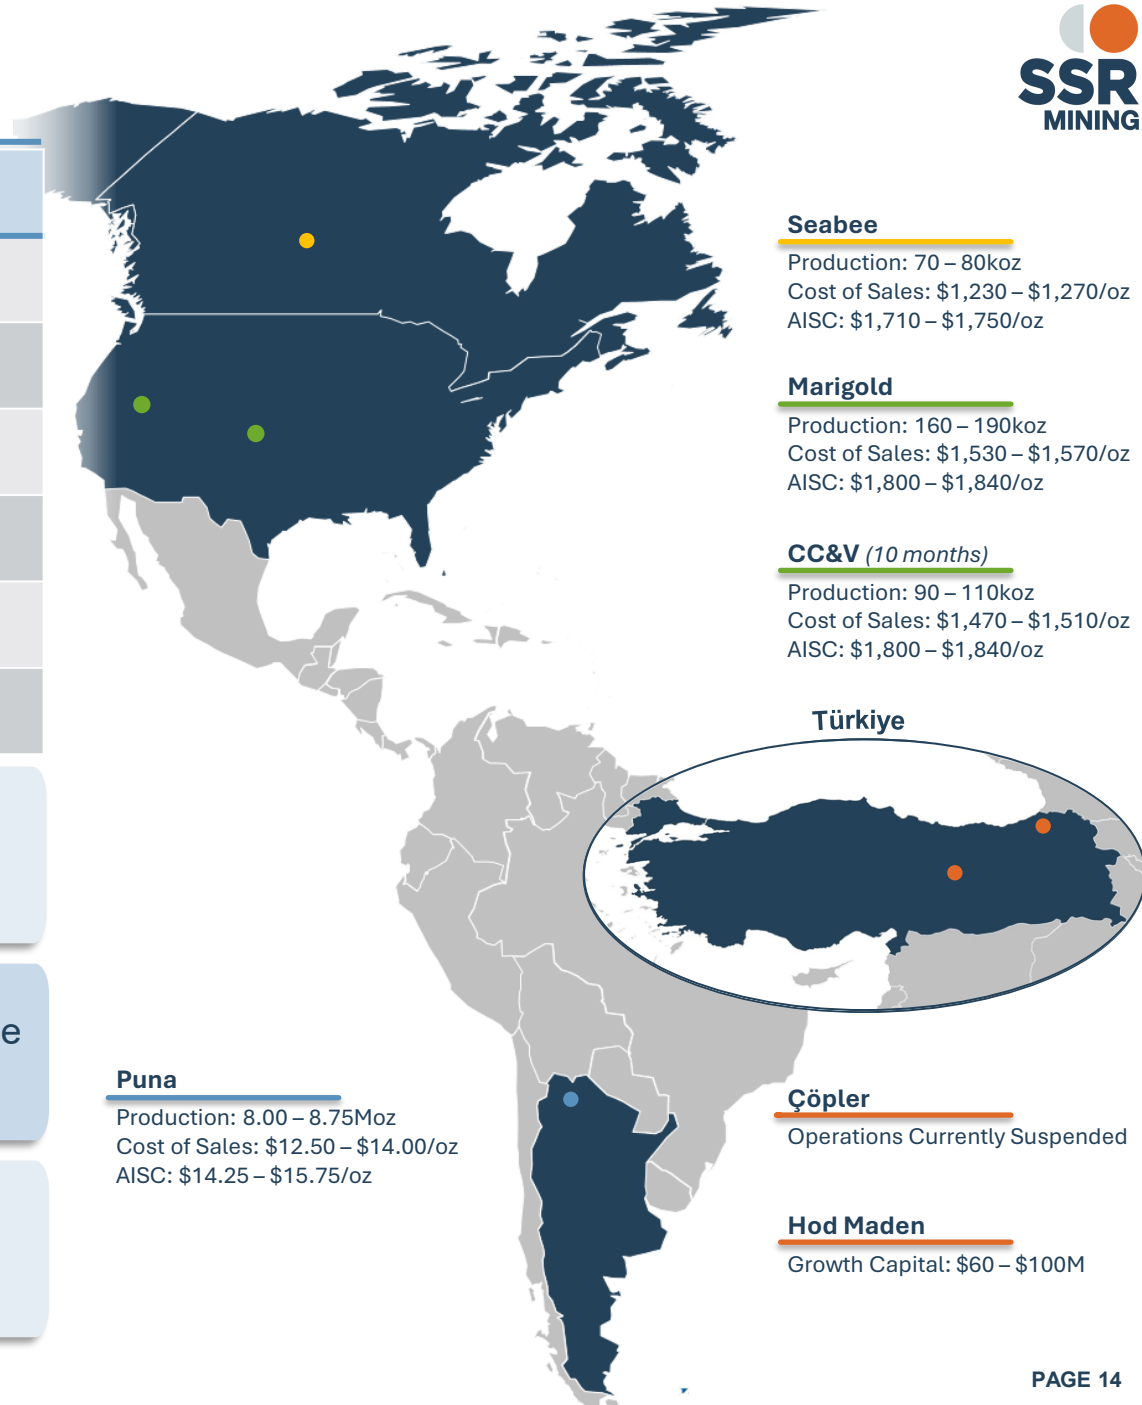 SSR
MINING
Seabee
Production: 70 – 80koz
Cost of Sales: $1,230 – $1,270/oz
AISC: $1,710 – $1,750/oz
Marigold
Production: 160 – 190koz
Cost of Sales: $1,530 – $1,570/oz
AISC: $1,800 – $1,840/oz
CC&V (10 months)
Production: 90 – 110koz
Cost of Sales: $1,470 – $1,510/oz
AISC: $1,800 – $1,840/oz
Türkiye
e
Puna
Production: 8.00 – 8.75Moz
Cost of Sales: $12.50 – $14.00/oz
AISC: $14.25 – $15.75/oz
Çöpler
Operations Currently Suspended
Hod Maden
Growth Capital: $60 – $100M
PAGE 14